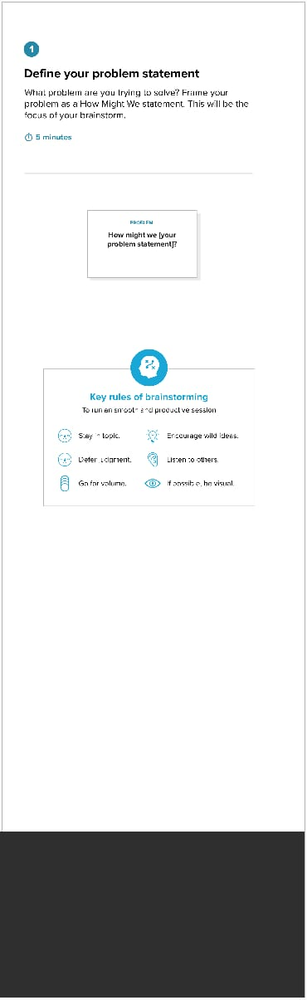 1
Define your problem statement
What problem are you trying to solve? Frame your
problem as a How Might We statement. This will be the
focus of your brainstorm.
5 minutes
PROBLEM
How might we [your
problem statement]?
Key rules of brainstorming
To run an smooth and productive session
Stay in topic.
Encourage wild ideas.
Defer judgment.
Listen to others.
Go for volume.
If possible, be visual.